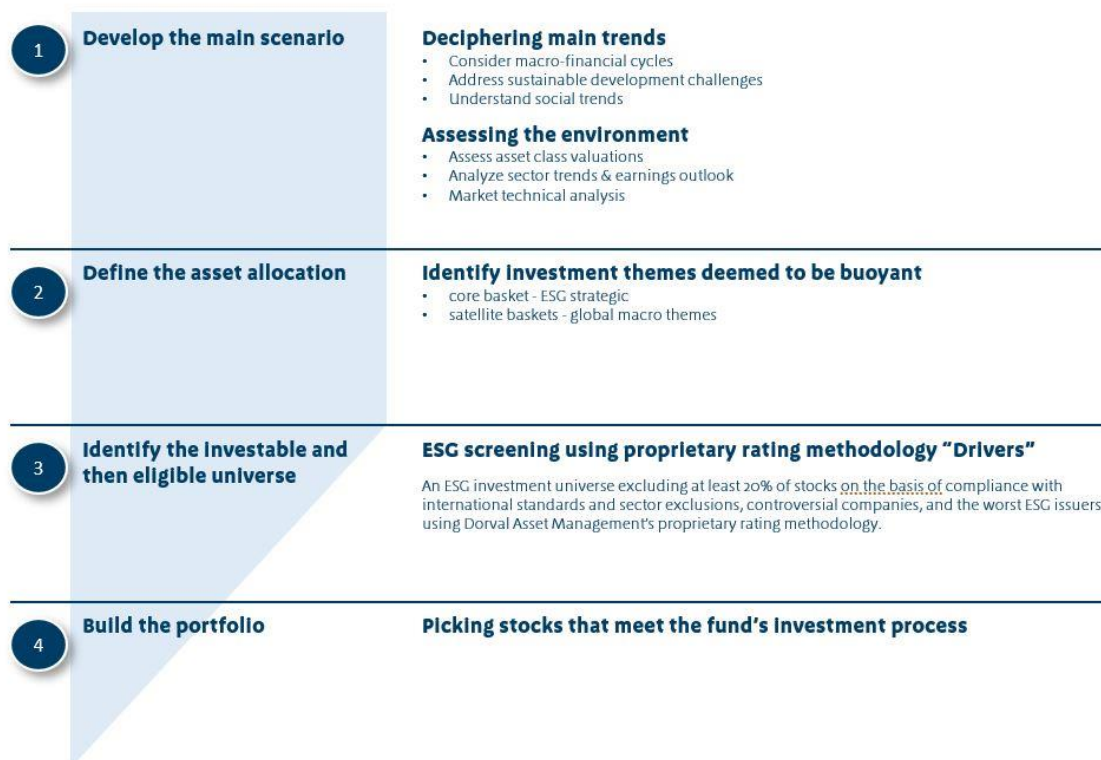 1
Develop the main scenario
Deciphering main trends
• Consider macro-financial cycles
• Address sustainable development challenges
• Understand social trends
Assessing the environment
• Assess asset class valuations
• Analyze sector trends & earnings outlook
• Market technical analysis
2
Define the asset allocation
Identify investment themes deemed to be buoyant
• core basket - ESG strategic
• satellite baskets - global macro themes
3
Identify the investable and
then eligible universe
ESG screening using proprietary rating methodology “Drivers”
An ESG investment universe excluding at least 20% of stocks on the basis of compliance with
international standards and sector exclusions, controversial companies, and the worst ESG issuers
using Dorval Asset Management’s proprietary rating methodology.
4
Build the portfolio
Picking stocks that meet the fund’s investment process